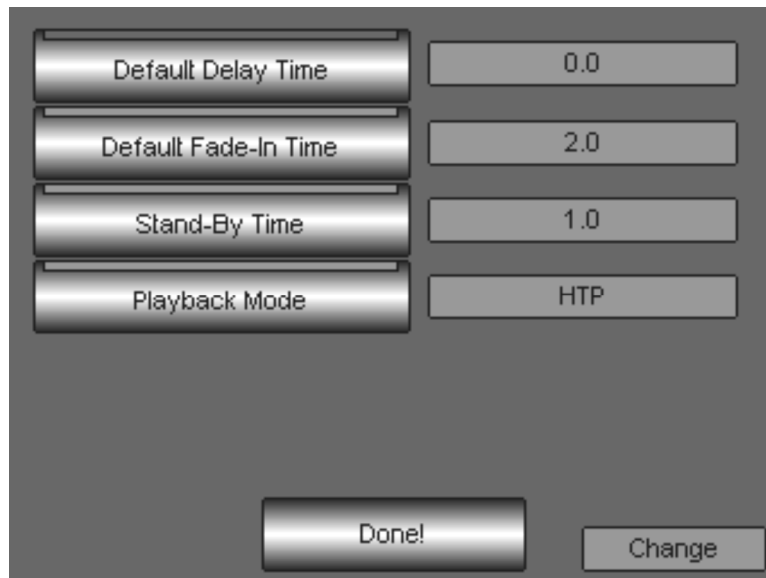 Default Delay Time 0.0
Default Fade-In Time 2.0
Stand-By Time 1.0
Playback Mode HTP
Done!
Change